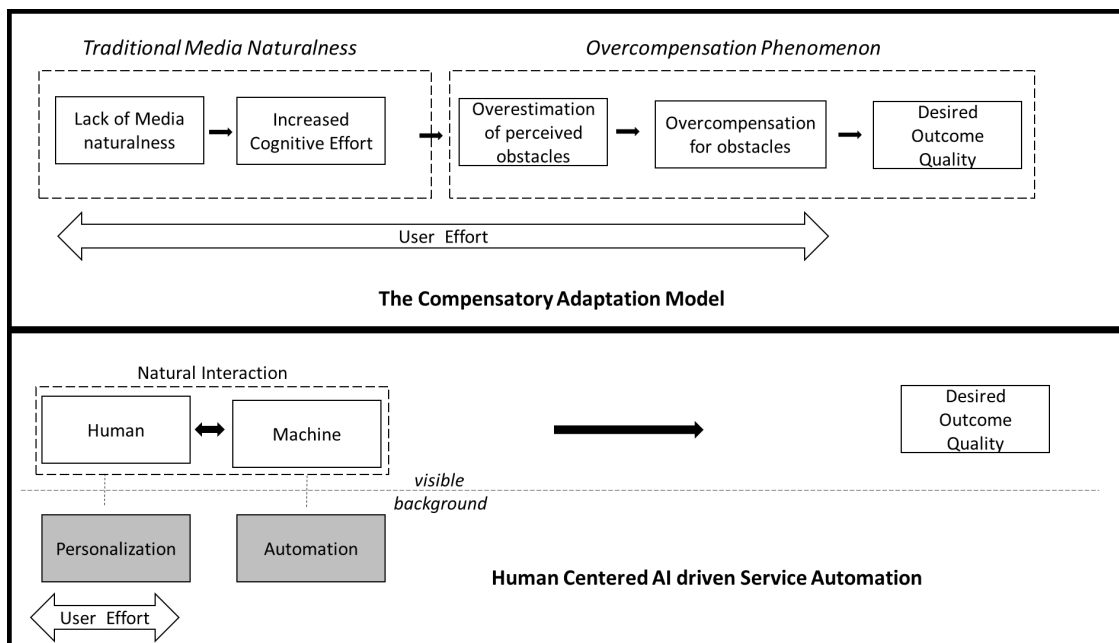 Traditional Media Naturalness
Overcompensation Phenomenon
Lack of Media
naturalness
Increased
Cognitive Effort
Overestimation
of perceived
obstacles
Overcompensation
for obstacles
Desired
Outcome
Quality
User Effort
The Compensatory Adaptation Model
Natural Interaction
Human
Machine
Desired
Outcome
Quality
visible
background
Personalization
Automation
Human Centered AI driven Service Automation
User Effort